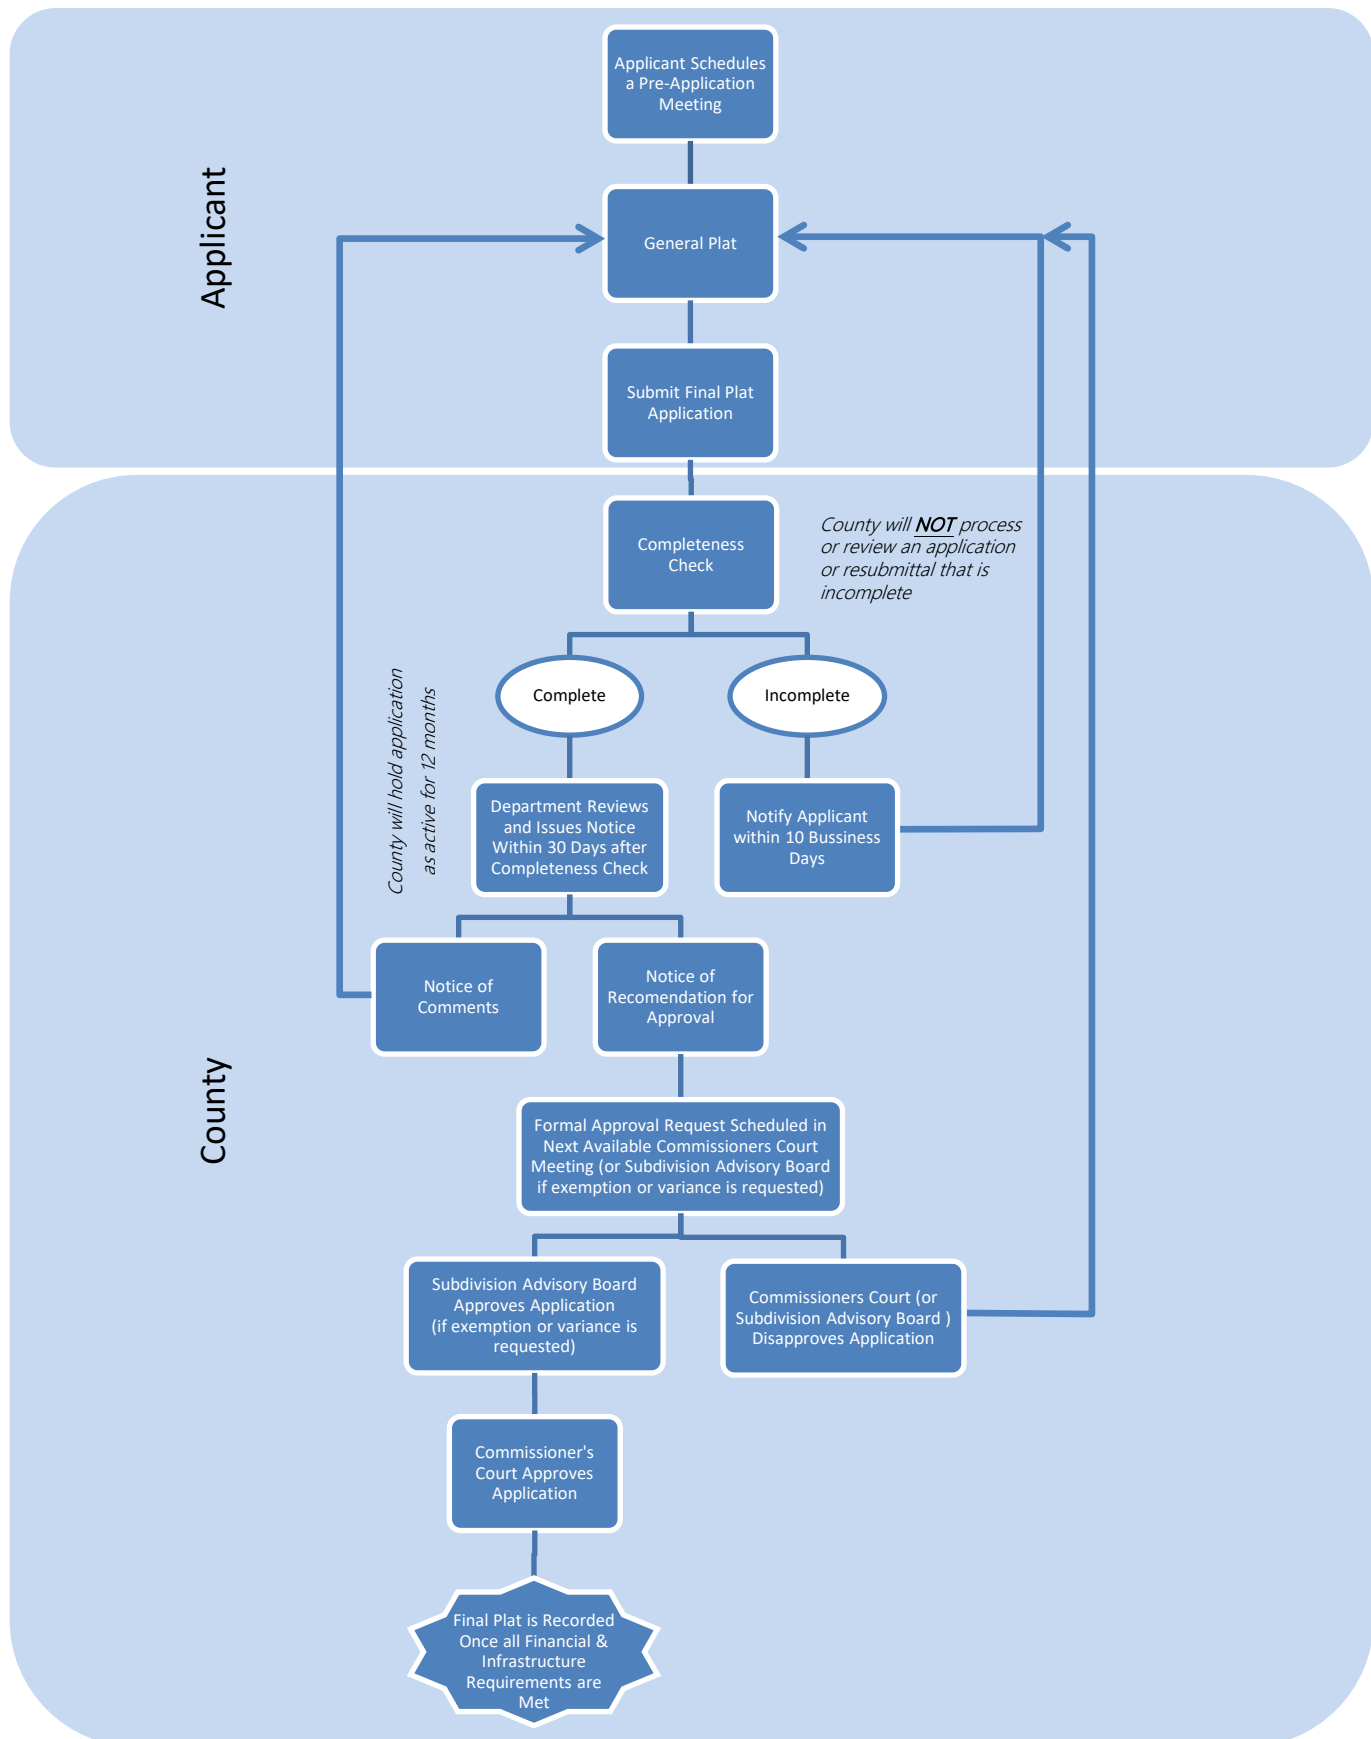 Applicant
Applicant Schedules
a Pre-Application
Meeting
General Plat
Submit Final Plat
Application
County
Completeness
Check
County will NOT process
or review an application
or resubmittal that is
incomplete
Complete
Incomplete
County will hold application
as active for 12 months
Department Reviews
and Issues Notice
Within 30 Days after
Completeness Check
Notify Applicant
within 10 Bussiness
Days
Notice of
Comments
Notice of
Recomendation for
Approval
Formal Approval Request Scheduled in
Next Available Commissioners Court
Meeting (or Subdivision Advisory Board
if exemption or variance is requested)
Subdivision Advisory Board
Approves Application
(if exemption or variance is
requested)
Commissioners Court (or
Subdivision Advisory Board )
Disapproves Application
Commissioner's
Court Approves
Application
Final Plat is Recorded
Once all Financial &
Infrastructure
Requirements are
Met